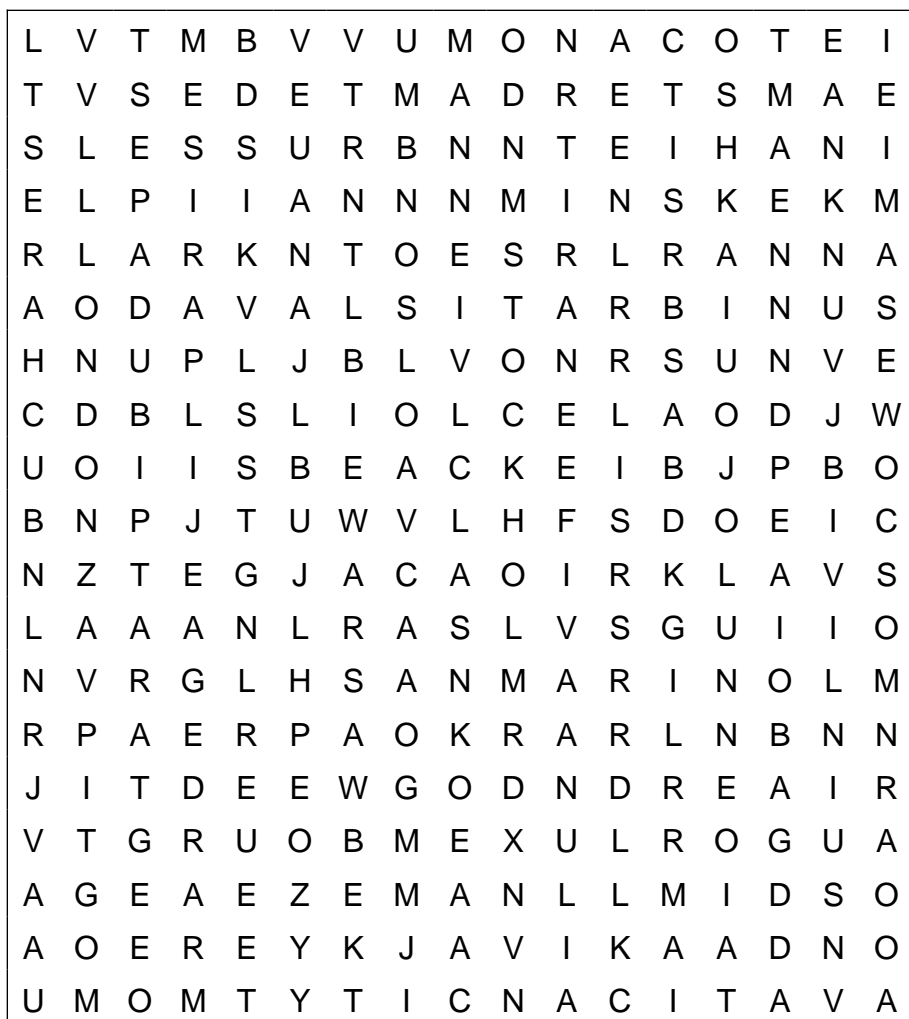 L V T M B V V U M O N A C O T E I
T V S E D E T M A D R E T S M A E
S L E S S U R B N N T E I H A N I
E L P I I A N N N M I N S K E K M
R L A R K N T O E S R L R A N N A
A O D A V A L S I T A R B I N U S
H N U P L J B L V O N R S U N V E
C D B L S L I O L C E L A O D J W
U O I I S B E A C K E I B J P B O
B N P J T U W V L H F S D O E I C
N Z T E G J A C A O I R K L A V S
L A A A N L R A S L V S G U I I O
N V R G L H S A N M A R I N O L M
R P A E R P A O K R A R L N B N N
J I T D E E W G O D N D R E A I R
V T G R U O B M E X U L R O G U A
A G E A E Z E M A N L L M I D S O
A O E R E Y K J A V I K A A D N O
U M O M T Y T I C N A C I T A V A